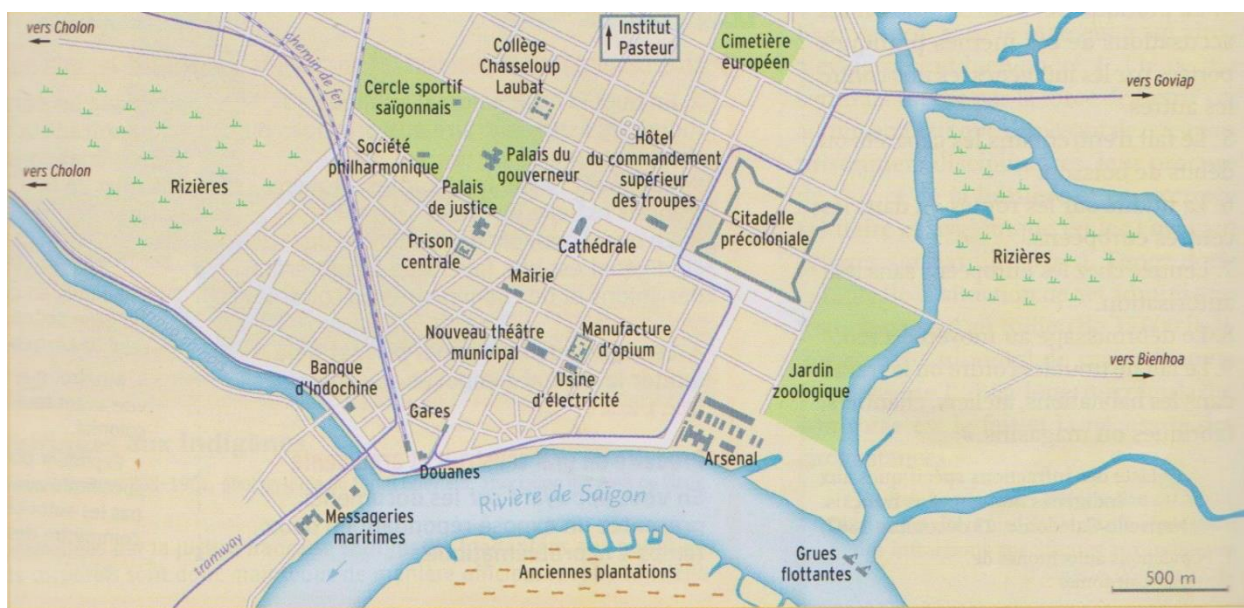 vers Cholon
chemin de fer
Collège
Chasseloup
Laubat
Institut
Pasteur
Cimetière
européen
vers Goviap
Cercle sportif
saïgonnais
Société
philharmonique
Palais du
gouverneur
Hôtel
du commandement
supérieur
des troupes
vers Cholon
Rizières
Palais
de justice
Prison
centrale
Cathédrale
Citadelle
précoloniale
Rizières
Mairie
Nouveau théâtre
municipal
Manufacture
d'opium
Banque
d'Indochine
Usine
d'électricité
Jardin
zoologique
vers Bienhoa
Gares
Douanes
Arsenal
Rivière de Saïgon
Messageries
maritimes
tramway
Anciennes plantations
Grues
flottantes
500 m